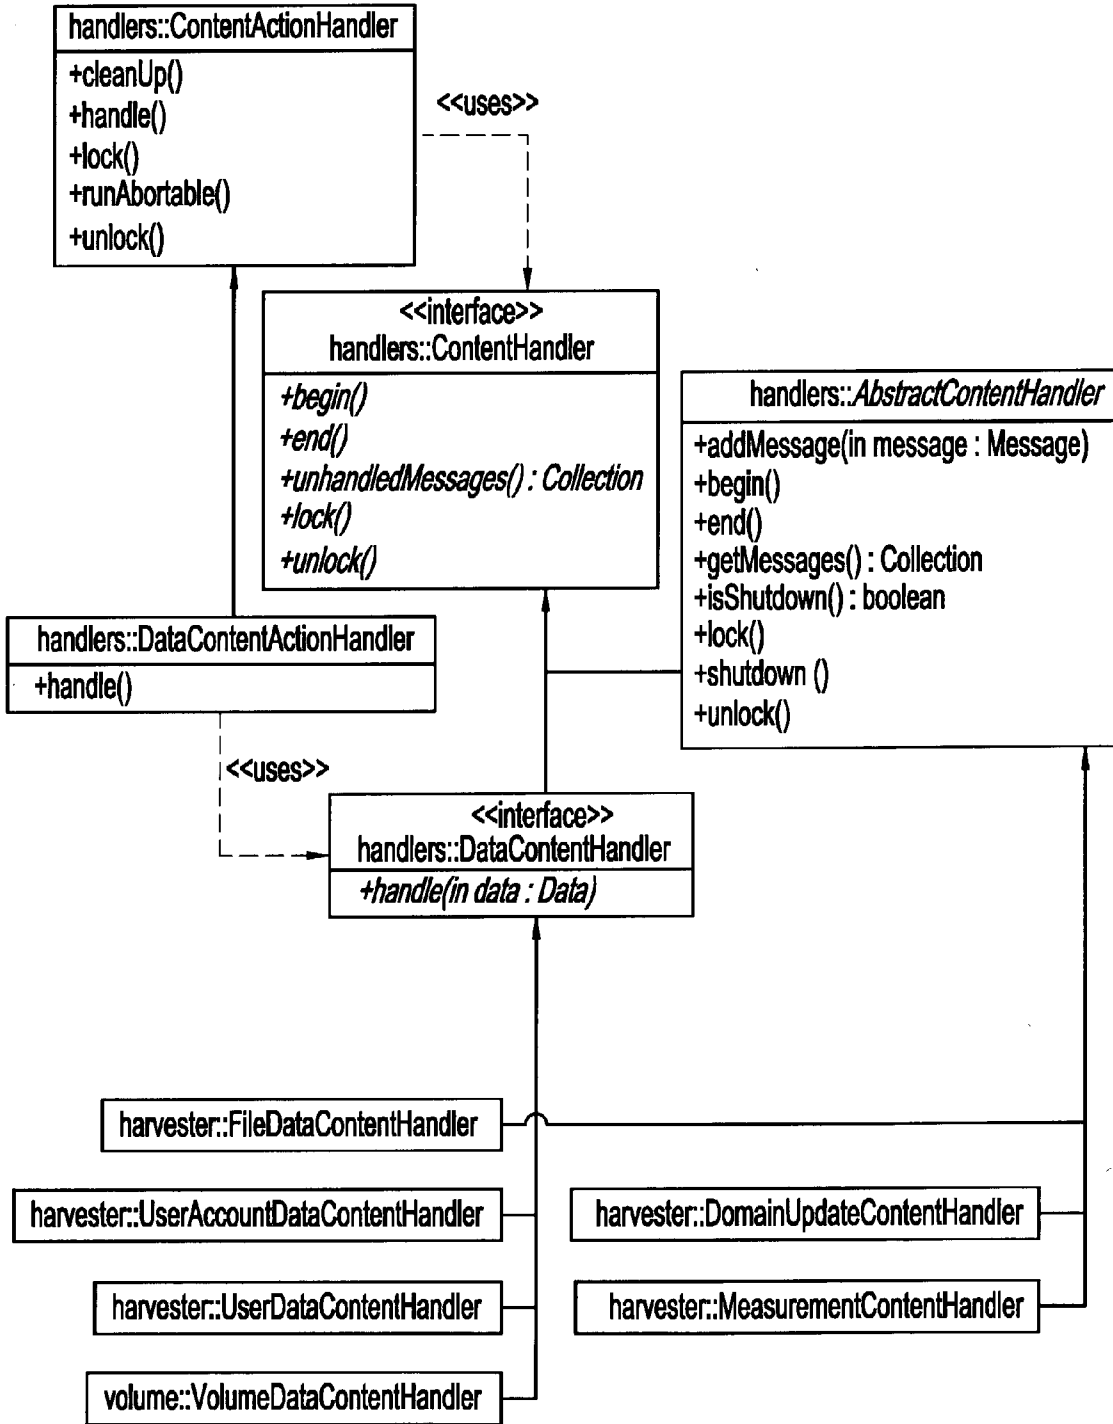 handlers::ContentActionHandler
+cleanUp()
+handle()
+lock()
+runAbortable()
+unlock()
<<uses>>
<<interface>>
handlers::ContentHandler
+begin()
+end()
+unhandledMessages() : Collection
+lock()
+unlock()
handlers::AbstractContentHandler
+addMessage(in message : Message)
+begin()
+end()
+getMessages() : Collection
+isShutdown() : boolean
+lock()
+shutdown ()
+unlock()
handlers::DataContentActionHandler
+handle()
<<uses>>
<<interface>>
handlers::DataContentHandler
+handle(in data : Data)
harvester::FileDataContentHandler
harvester::UserAccountDataContentHandler
harvester::DomainUpdateContentHandler
harvester::UserDataContentHandler
harvester::MeasurementContentHandler
volume::VolumeDataContentHandler